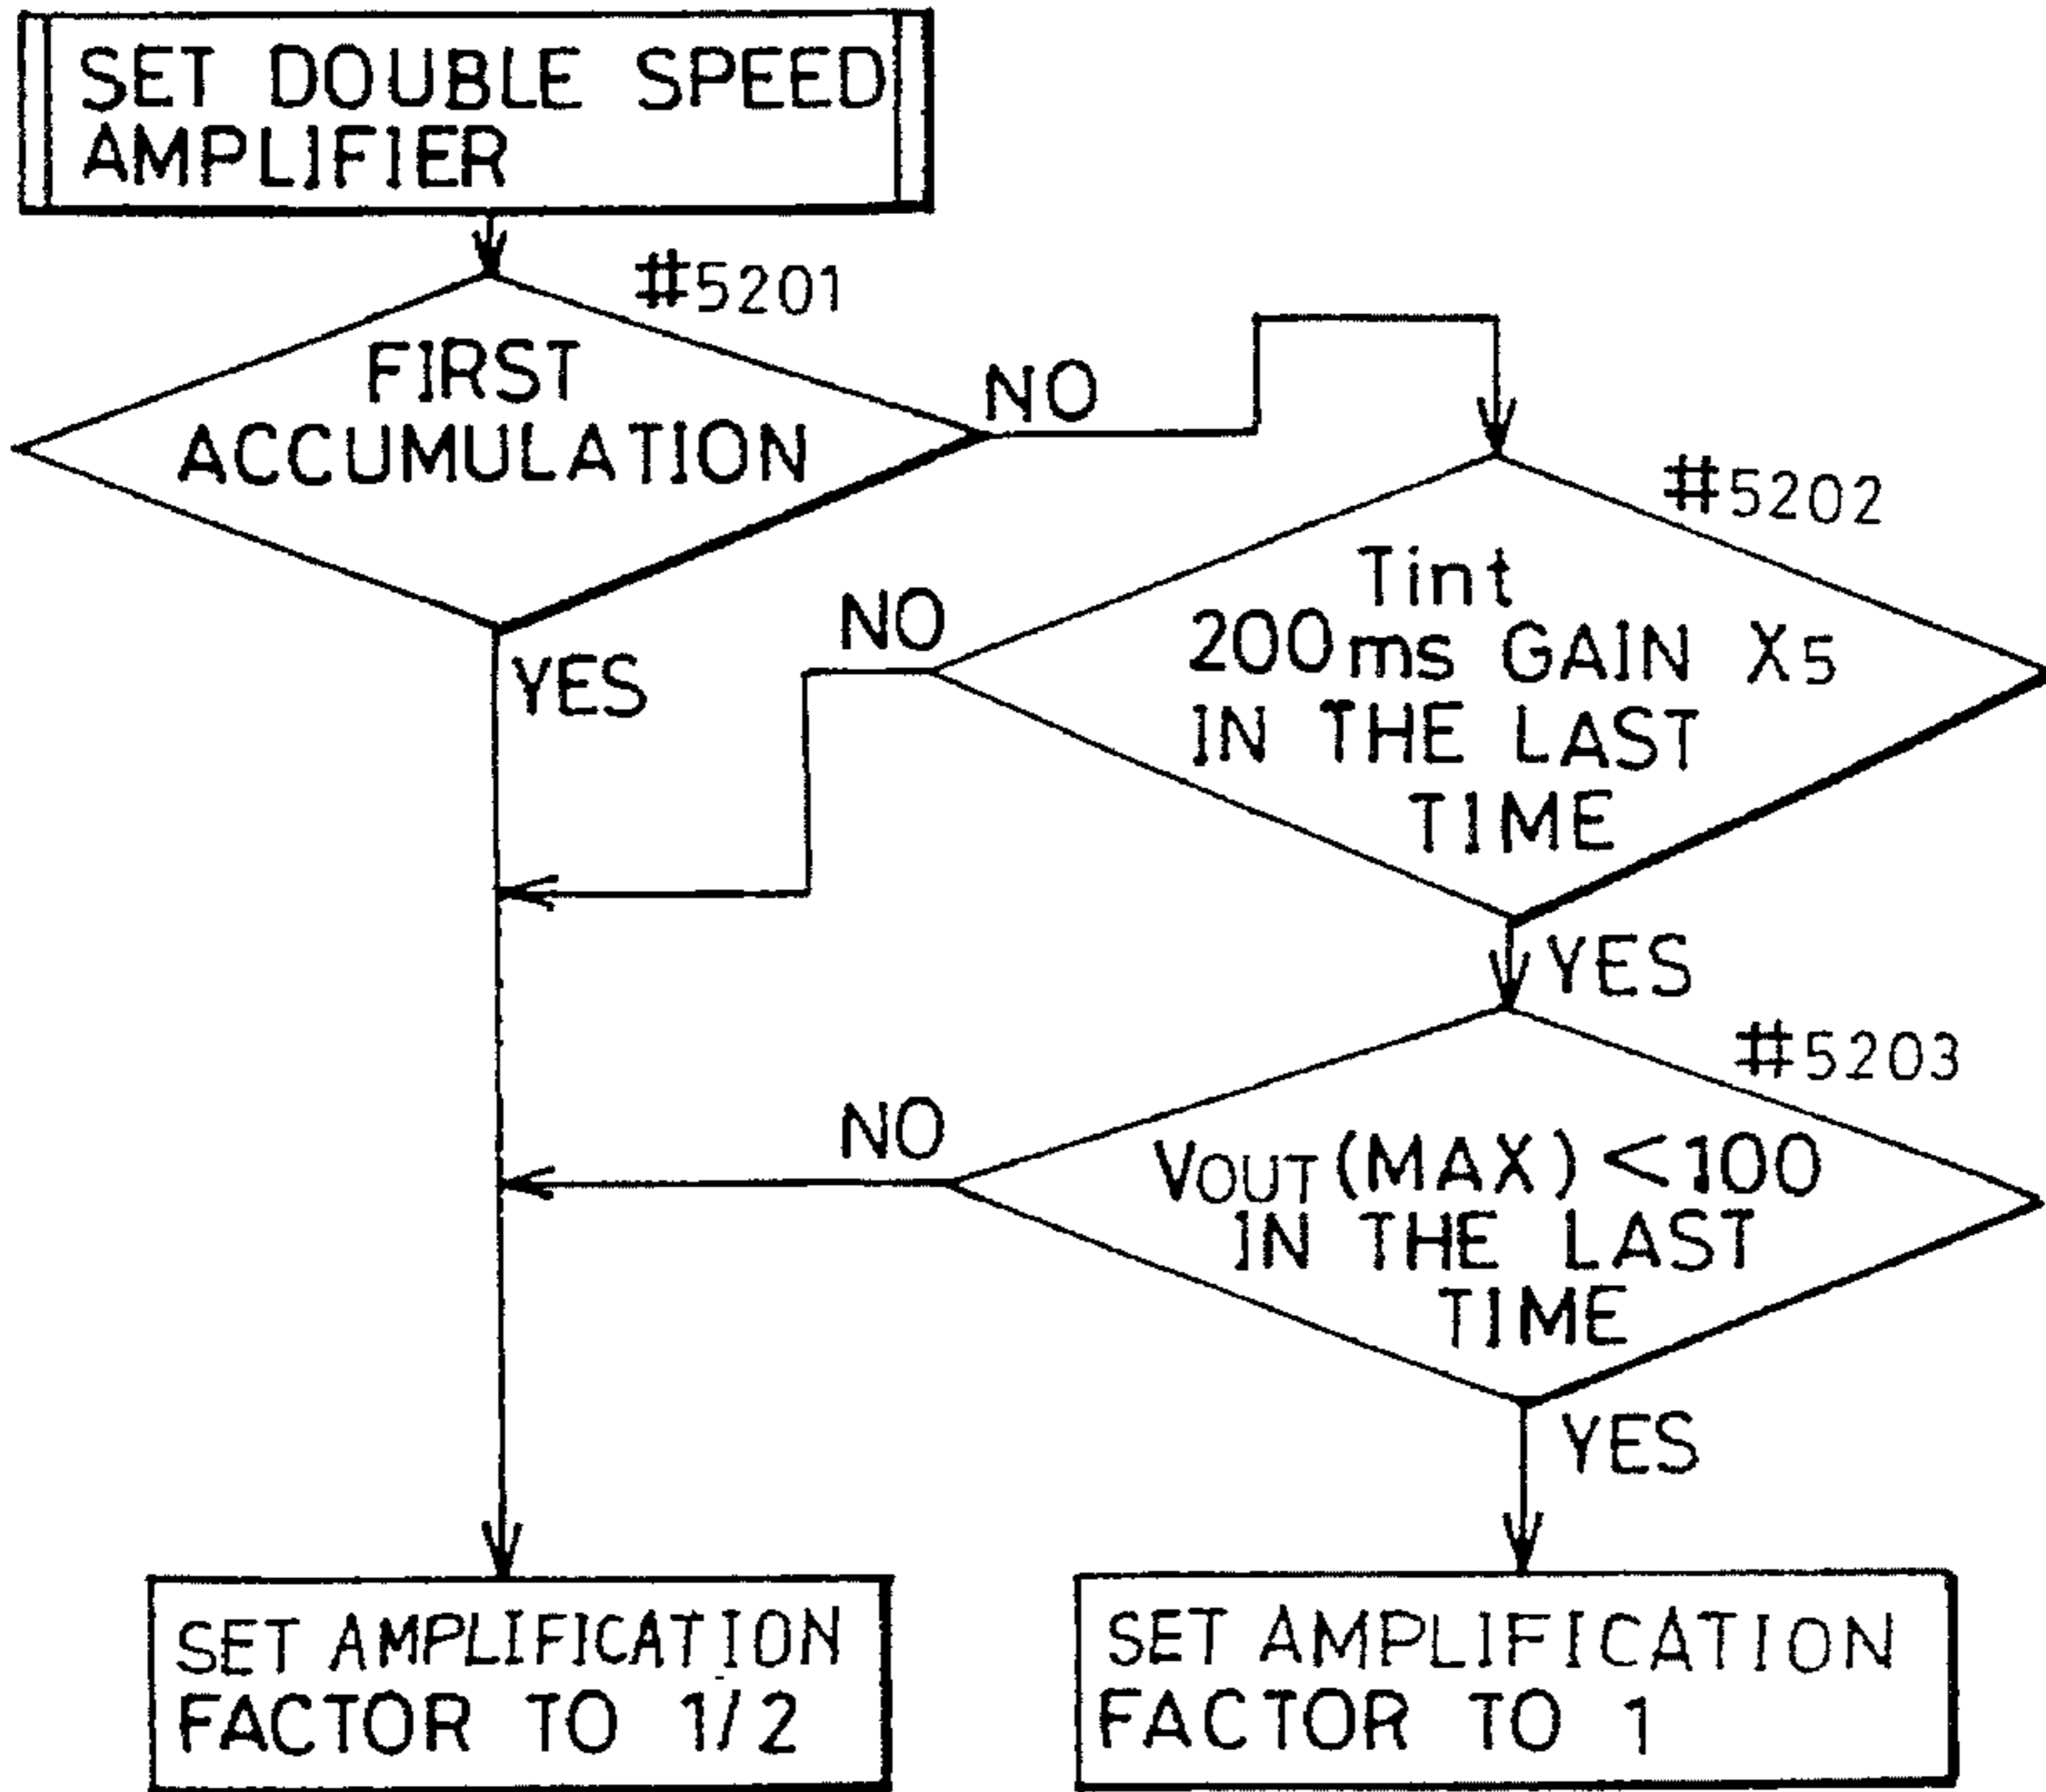 SET DOUBLE SPEED
AMPLIFIER
#5201
FIRST
ACCUMULATION
NO
YES
#5202
Tint
200ms GAIN X5
IN THE LAST
TIME
NO
YES
#5203
VOUT(MAX)<100
IN THE LAST
TIME
NO
YES
SET AMPLIFICATION
FACTOR TO 1/2
SET AMPLIFICATION
FACTOR TO 1